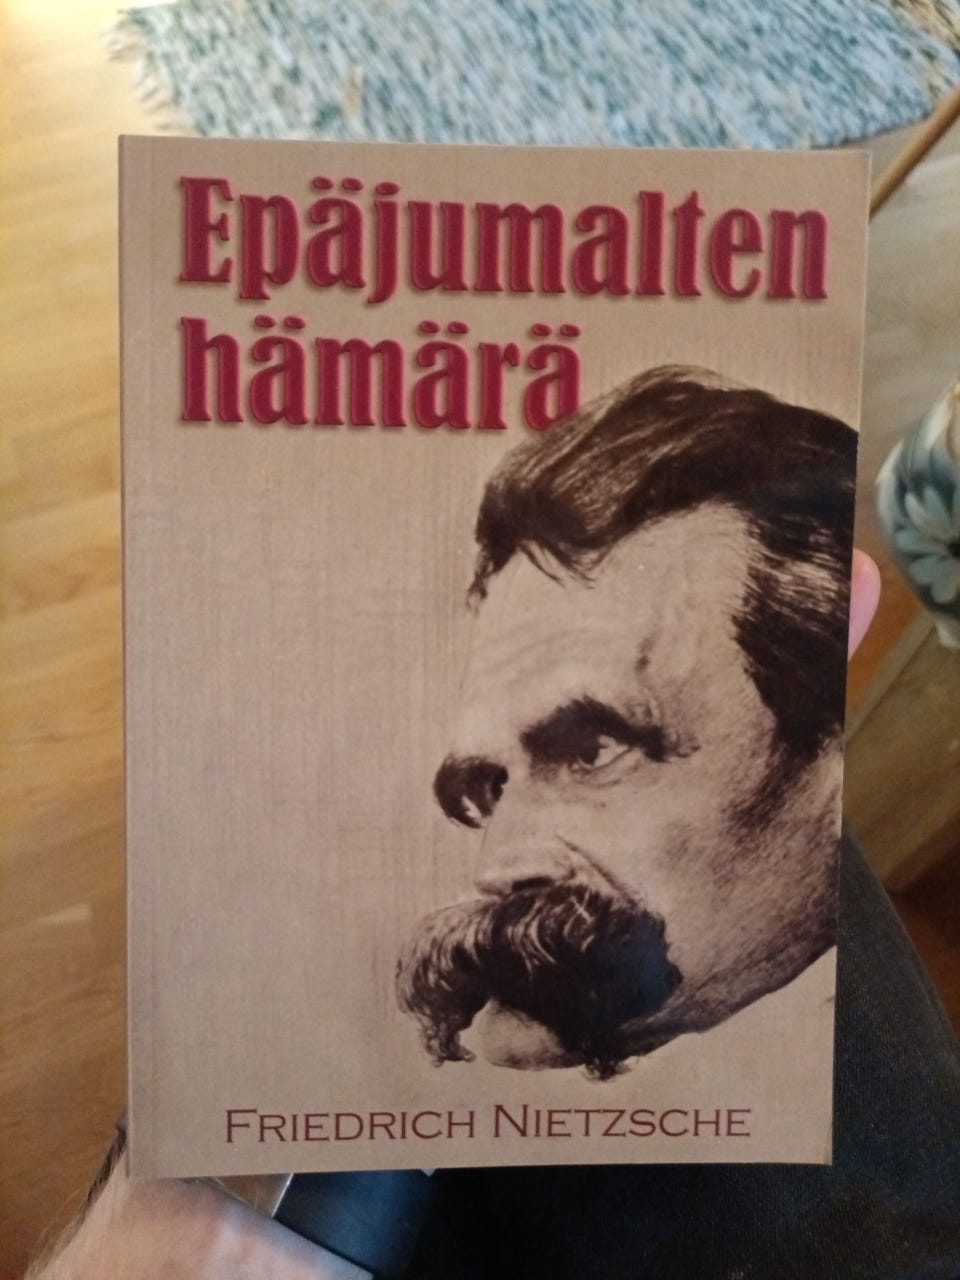 Epäjumalten
hämärä
FRIEDRICH NIETZSCHE